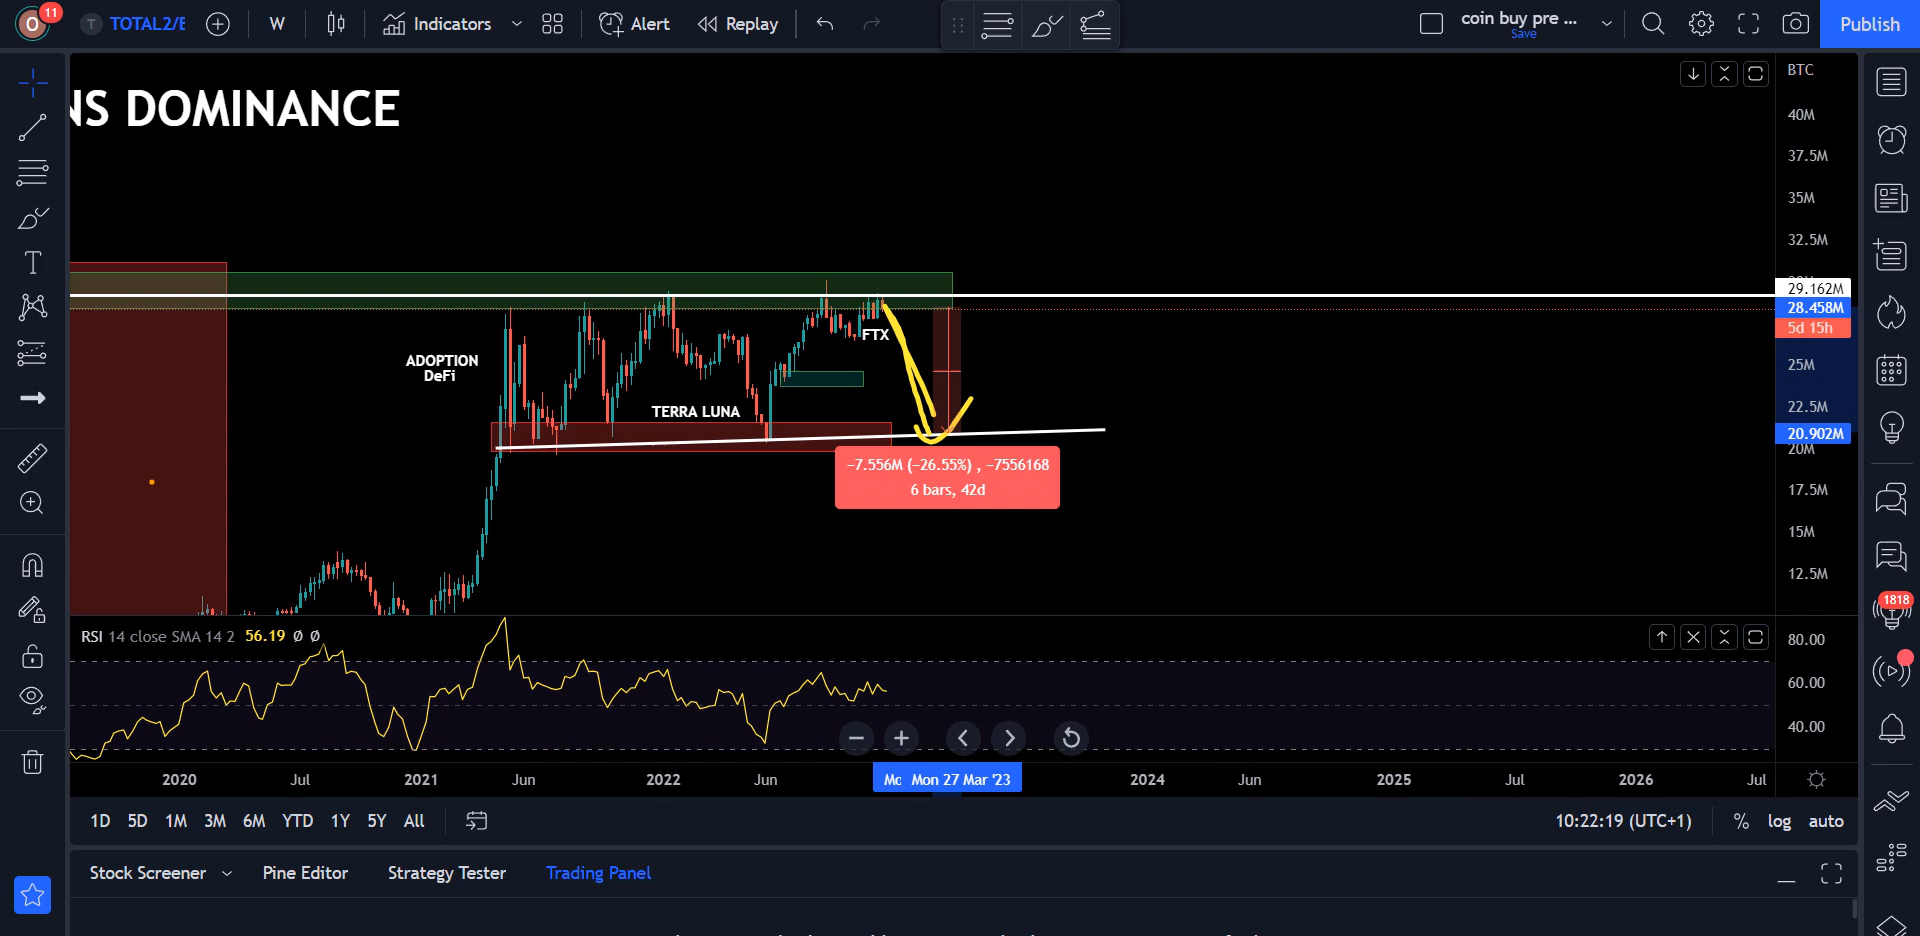 O 11 T TOTAL2/B W Indicators Alert Replay coin buy pre ... Publish
Save
NS DOMINANCE
BTC
40M
37.5M
35M
32.5M
29.162M
28.458M
5d 15h
FTX
ADOPTION
DeFi
25M
TERRA LUNA
22.5M
20.902M
20M
−7.556M (−26.55%) , −7556168
6 bars, 42d
17.5M
15M
12.5M
1818
RSI 14 close SMA 14 2 56.19 Ø Ø
80.00
60.00
40.00
2020 Jul 2021 Jun 2022 Jun Mon 27 Mar '23 2024 Jun 2025 Jul 2026 Jul
1D 5D 1M 3M 6M YTD 1Y 5Y All 10:22:19 (UTC+1) % log auto
Stock Screener Pine Editor Strategy Tester Trading Panel